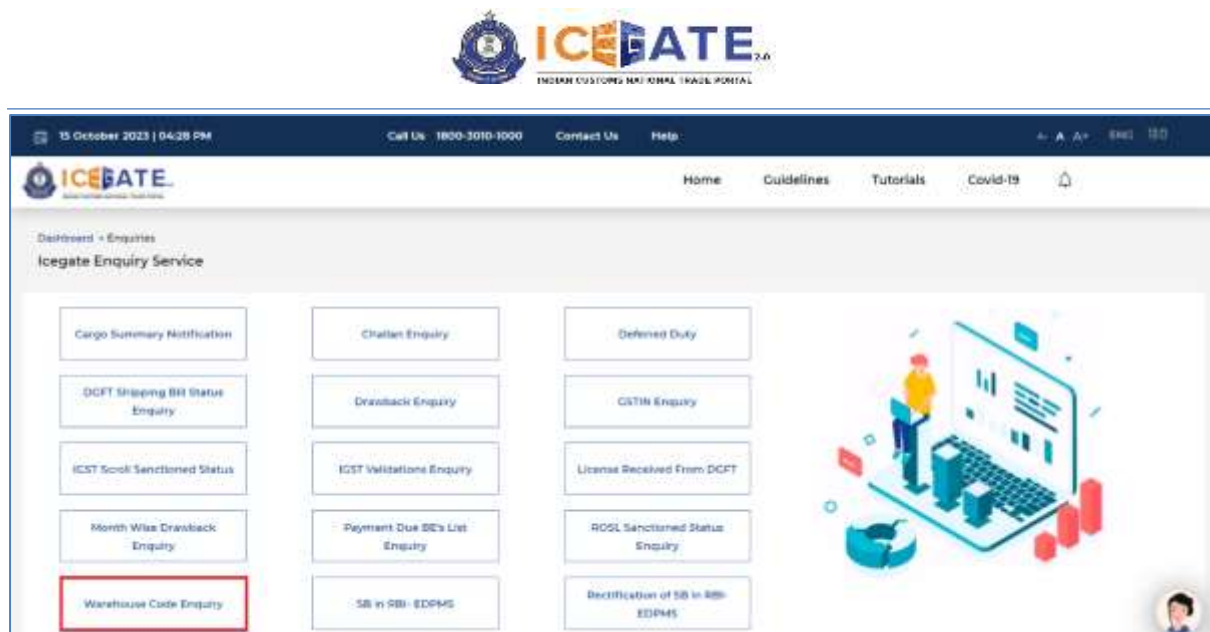 ICEGATE 2.0
INDIAN CUSTOMS NATIONAL TRADE PORTAL
15 October 2023 | 04:28 PM
Call Us 1800-3010-1000
Contact Us
Help
A- A A+
ICEGATE
Home
Guidelines
Tutorials
Covid-19
Dashboard
Enquiries
Icegate Enquiry Service
Cargo Summary Notification
Challan Enquiry
Deferred Duty
DGFT Shipping Bill Status
Enquiry
Drawback Enquiry
GSTIN Enquiry
IGST Scroll Sanctioned Status
IGST Validations Enquiry
License Received From DGFT
Month Wise Drawback
Enquiry
Payment Due BE's List
Enquiry
ROSL Sanctioned Status
Enquiry
Warehouse Code Enquiry
SB in RBI- EDPMS
Rectification of SB in RBI-
EDPMS